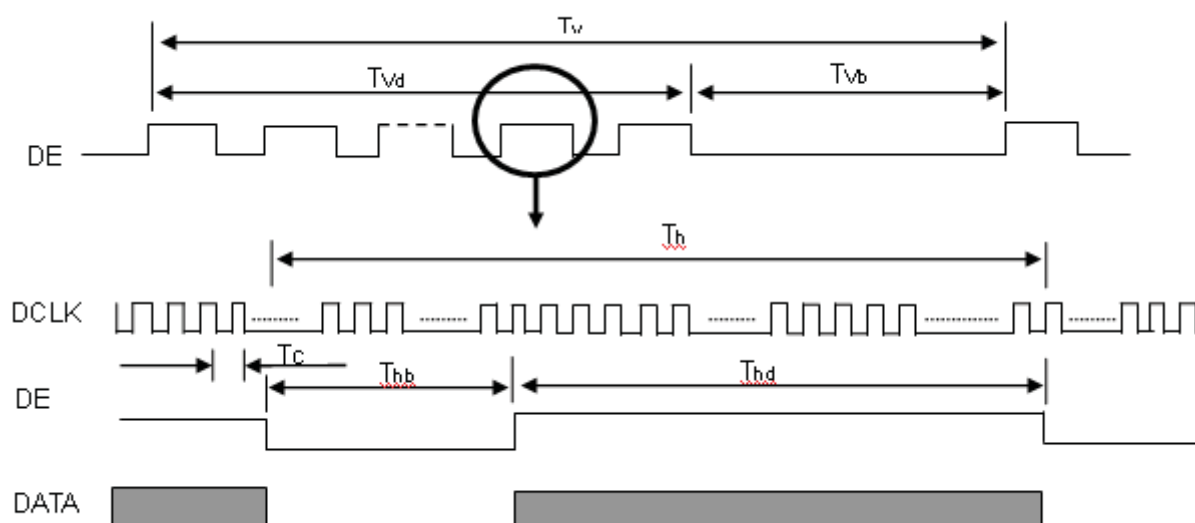 Tv
Tvd Tvb
DE
Th
DCLK
Tc
Thb Thd
DE
DATA